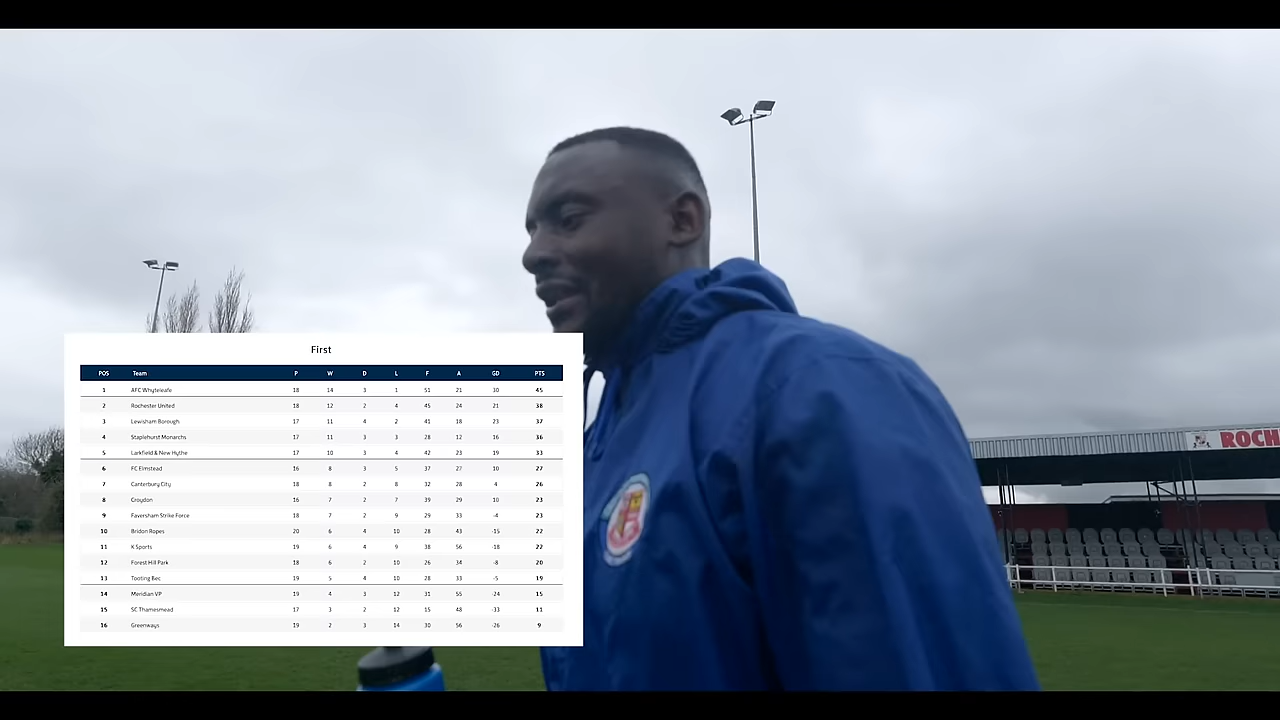 First
POS Team P W D L F A GD PTS
1 AFC Whyteleafe 18 14 3 1 51 21 30 45
2 Rochester United 18 12 2 4 45 24 21 38
3 Lewisham Borough 17 11 4 2 41 18 23 37
4 Staplehurst Monarchs 17 11 3 3 28 12 16 36
5 Larkfield & New Hythe 17 10 3 4 42 23 19 33
6 FC Elmstead 16 8 3 5 37 27 10 27
7 Canterbury City 18 8 2 8 32 28 4 26
8 Croydon 16 7 2 7 39 29 10 23
9 Faversham Strike Force 18 7 2 9 29 33 -4 23
10 Bridon Ropes 20 6 4 10 28 43 -15 22
11 K Sports 19 6 4 9 38 56 -18 22
12 Forest Hill Park 18 6 2 10 26 34 -8 20
13 Tooting Bec 19 5 4 10 28 33 -5 19
14 Meridian VP 19 4 3 12 31 55 -24 15
15 SC Thamesmead 17 3 2 12 15 48 -33 11
16 Greenways 19 2 3 14 30 56 -26 9
ROCH